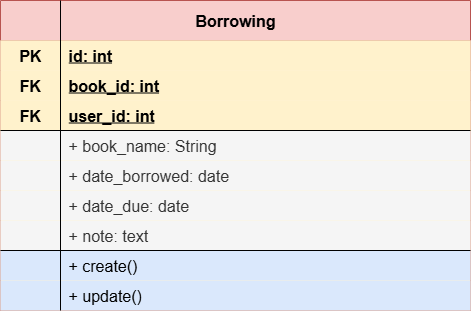 Borrowing
PK id: int
FK book_id: int
FK user_id: int
+ book_name: String
+ date_borrowed: date
+ date_due: date
+ note: text
+ create()
+ update()